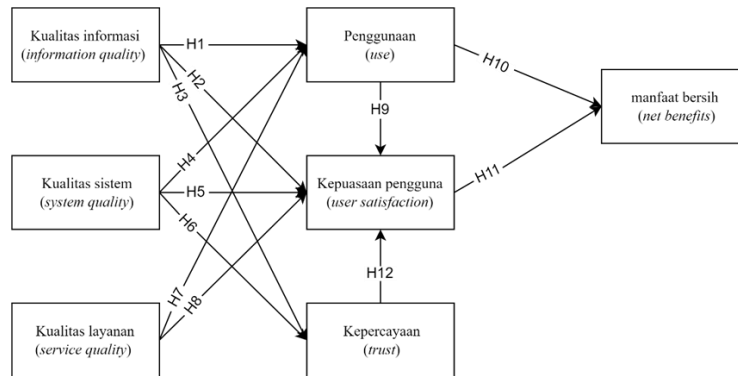 Kualitas informasi
(information quality)
H1
Penggunaan
(use)
H10
H2
H3
H9
manfaat bersih
(net benefits)
H4
Kualitas sistem
(system quality)
H5
Kepuasaan pengguna
(user satisfaction)
H11
H6
H12
H7
H8
Kualitas layanan
(service quality)
Kepercayaan
(trust)